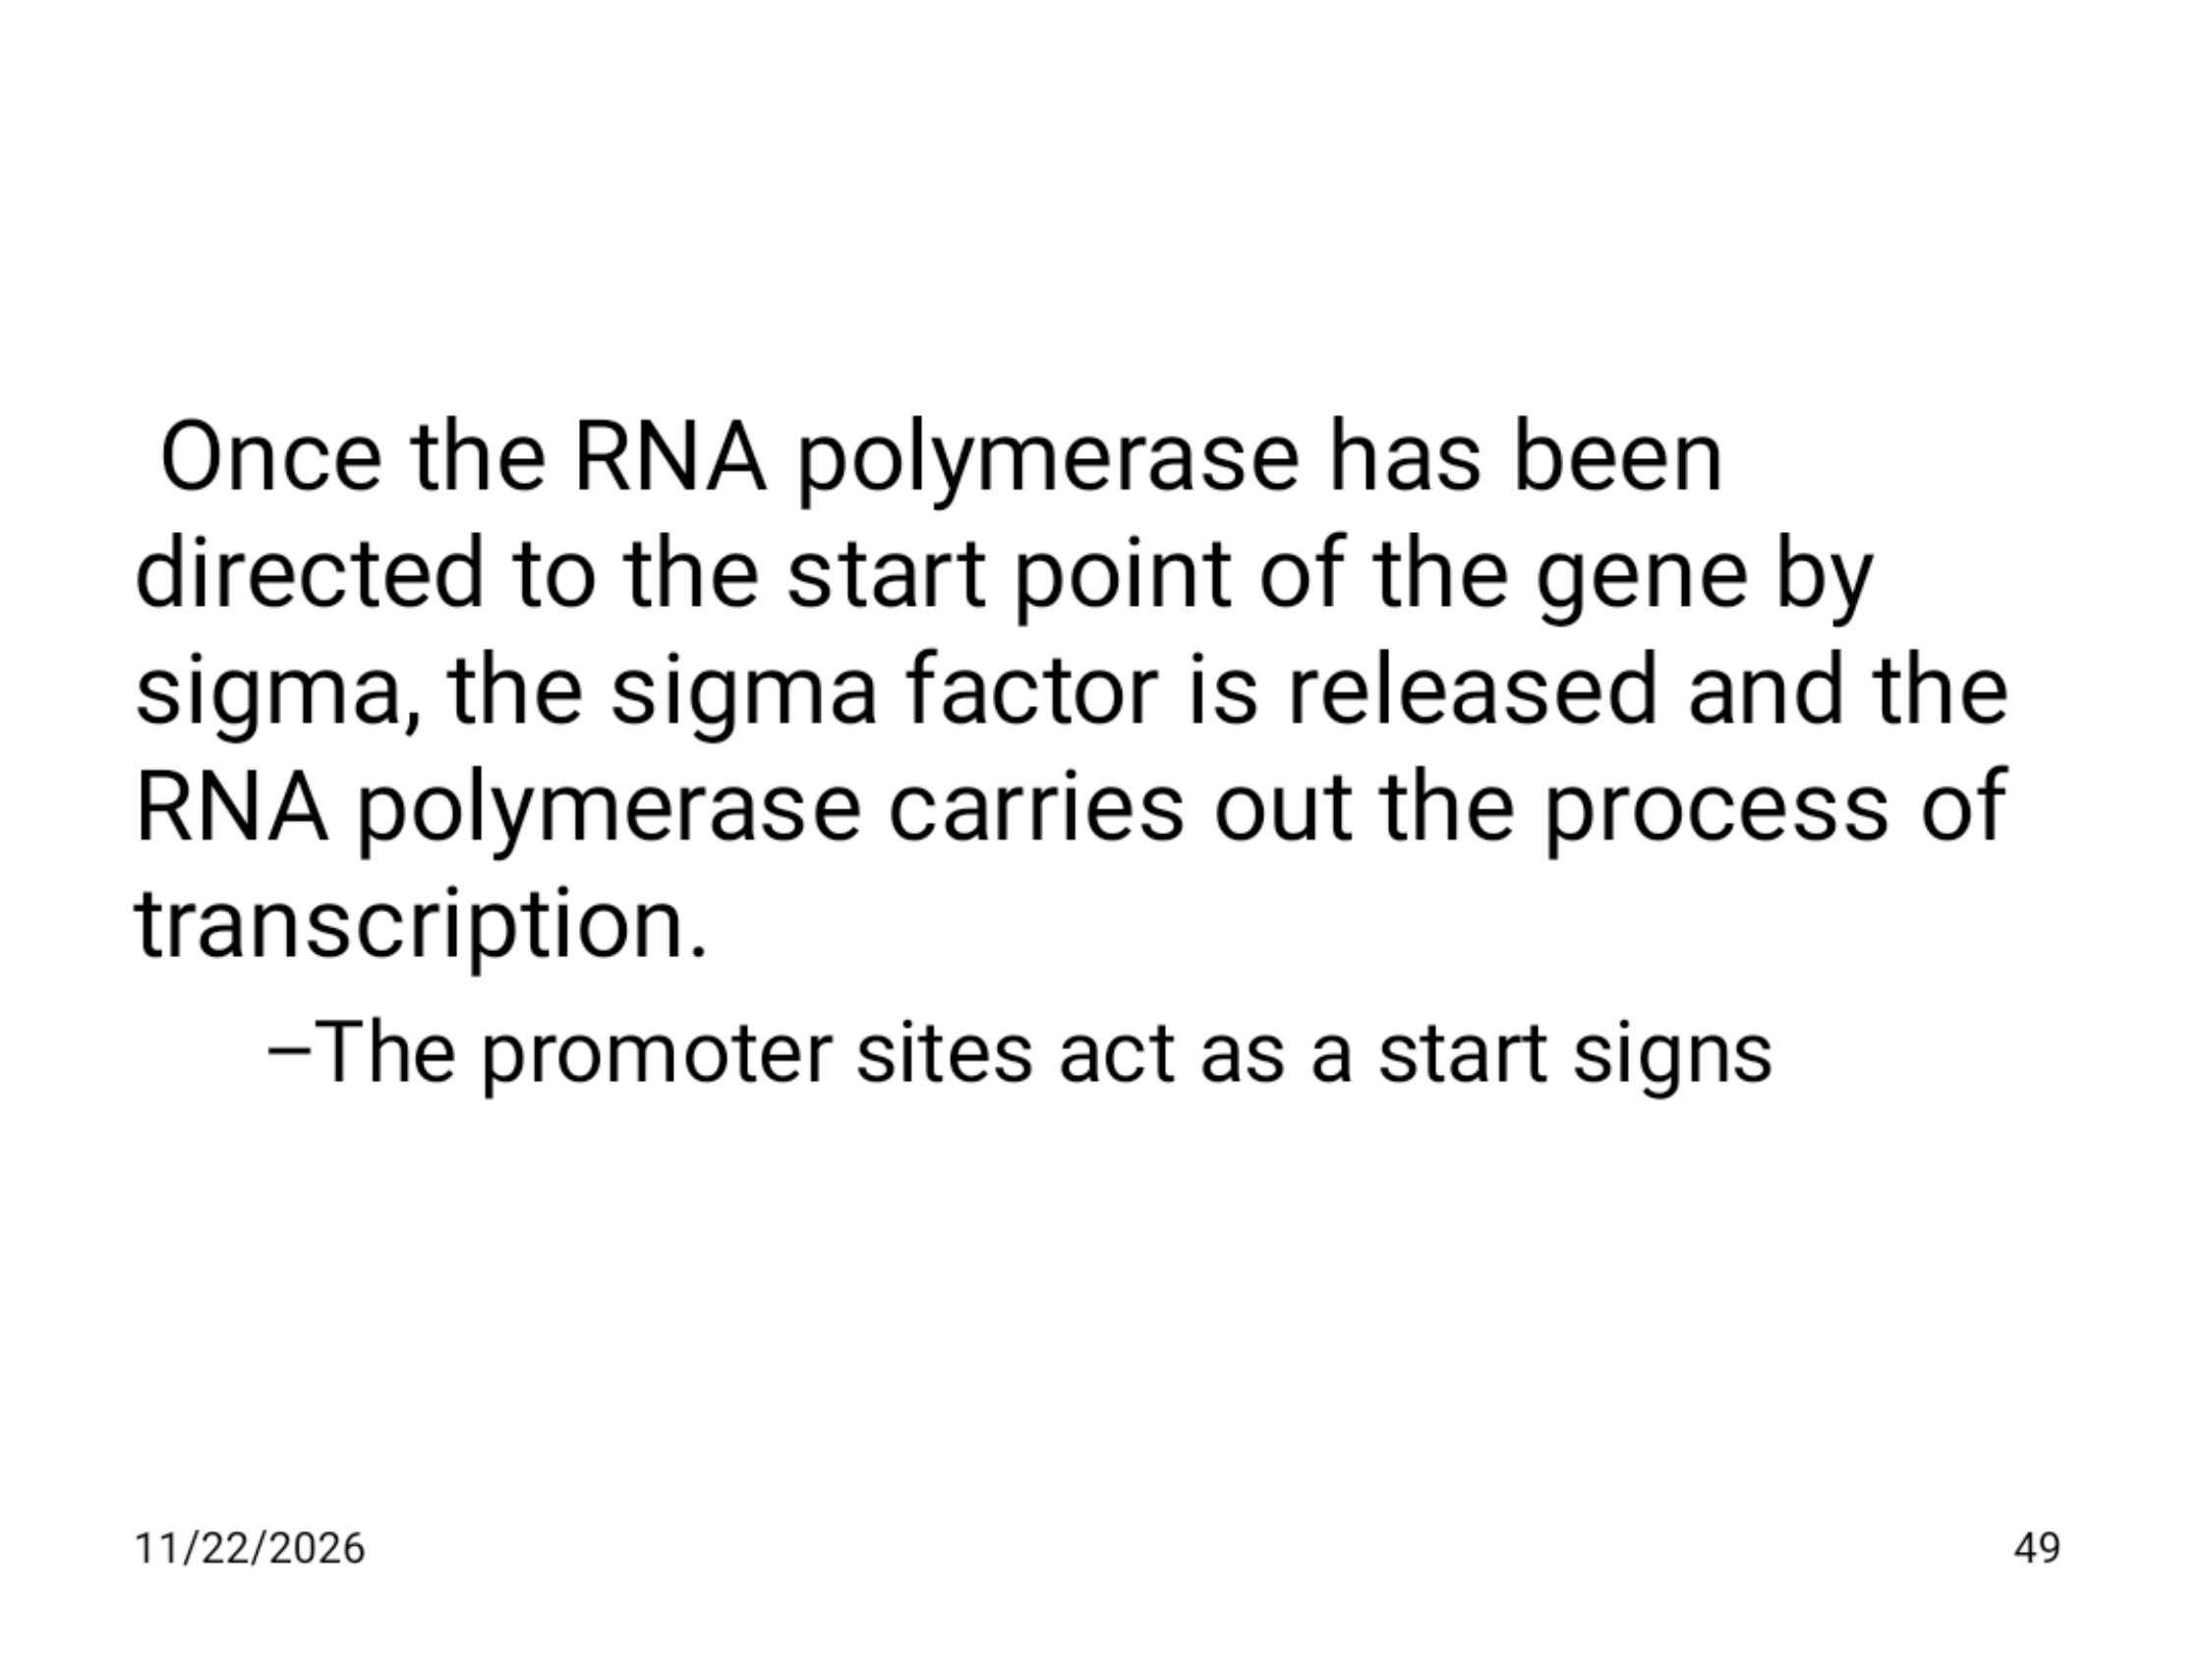 Once the RNA polymerase has been
directed to the start point of the gene by
sigma, the sigma factor is released and the
RNA polymerase carries out the process of
transcription.
–The promoter sites act as a start signs
11/22/2026
49